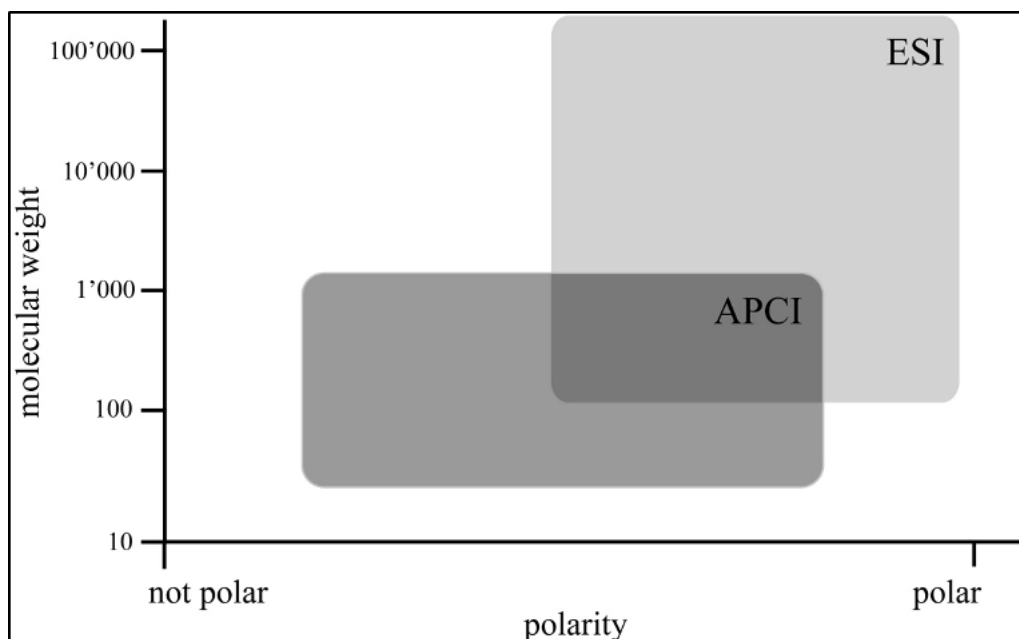 100’000
ESI
10’000
molecular weight
1’000
APCI
100
10
not polar
polar
polarity